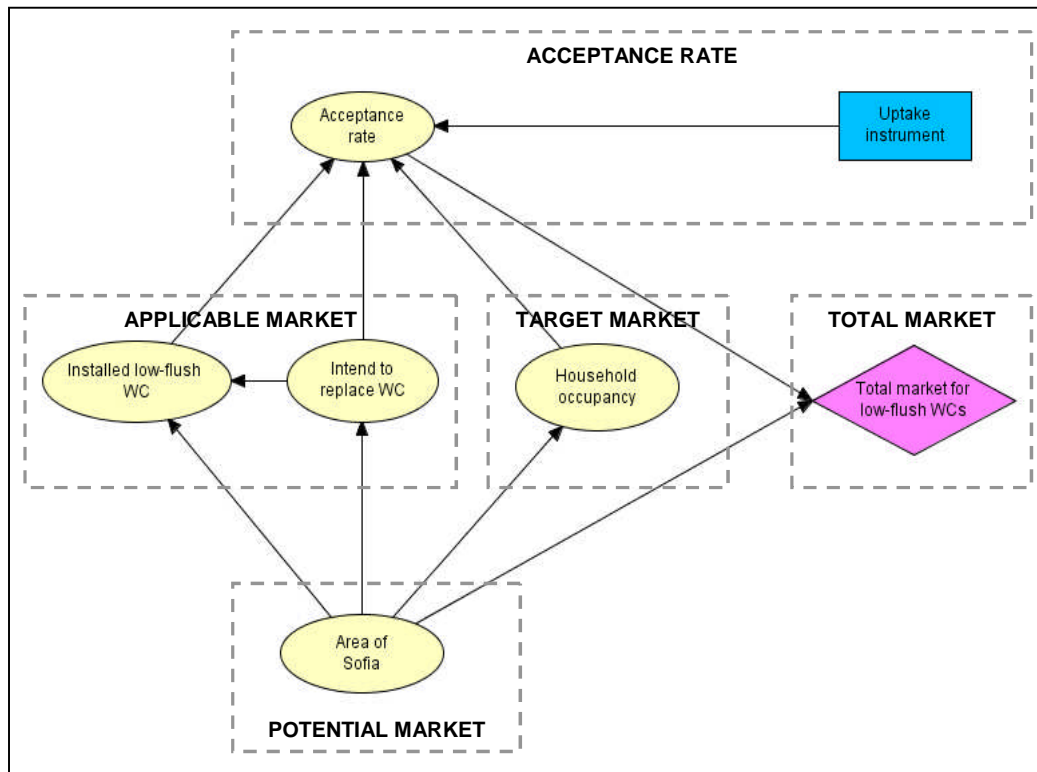 ACCEPTANCE RATE
Acceptance
rate
Uptake
instrument
APPLICABLE MARKET
TARGET MARKET
TOTAL MARKET
Installed low-flush
WC
Intend to
replace WC
Household
occupancy
Total market for
low-flush WCs
Area of
Sofia
POTENTIAL MARKET